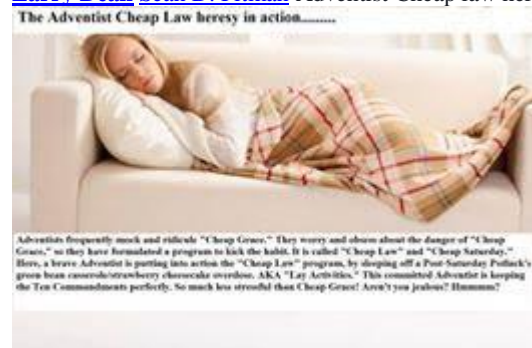 The Adventist Cheap Law heresy in action.........
Adventists frequently mock and ridicule "Cheap Grace." They worry and obsess about the danger of "Cheap
Grace," so they have formulated a program to kick the habit. It is called "Cheap Law" and "Cheap Saturday."
Here, a brave Adventist is putting into action the "Cheap Law" program, by sleeping off a Post-Saturday Potluck's
green bean casserole/strawberry cheesecake overdose. AKA "Lay Activities." This committed Adventist is keeping
the Ten Commandments perfectly. So much less stressful than Cheap Grace! Aren't you jealous? Hmmmm?